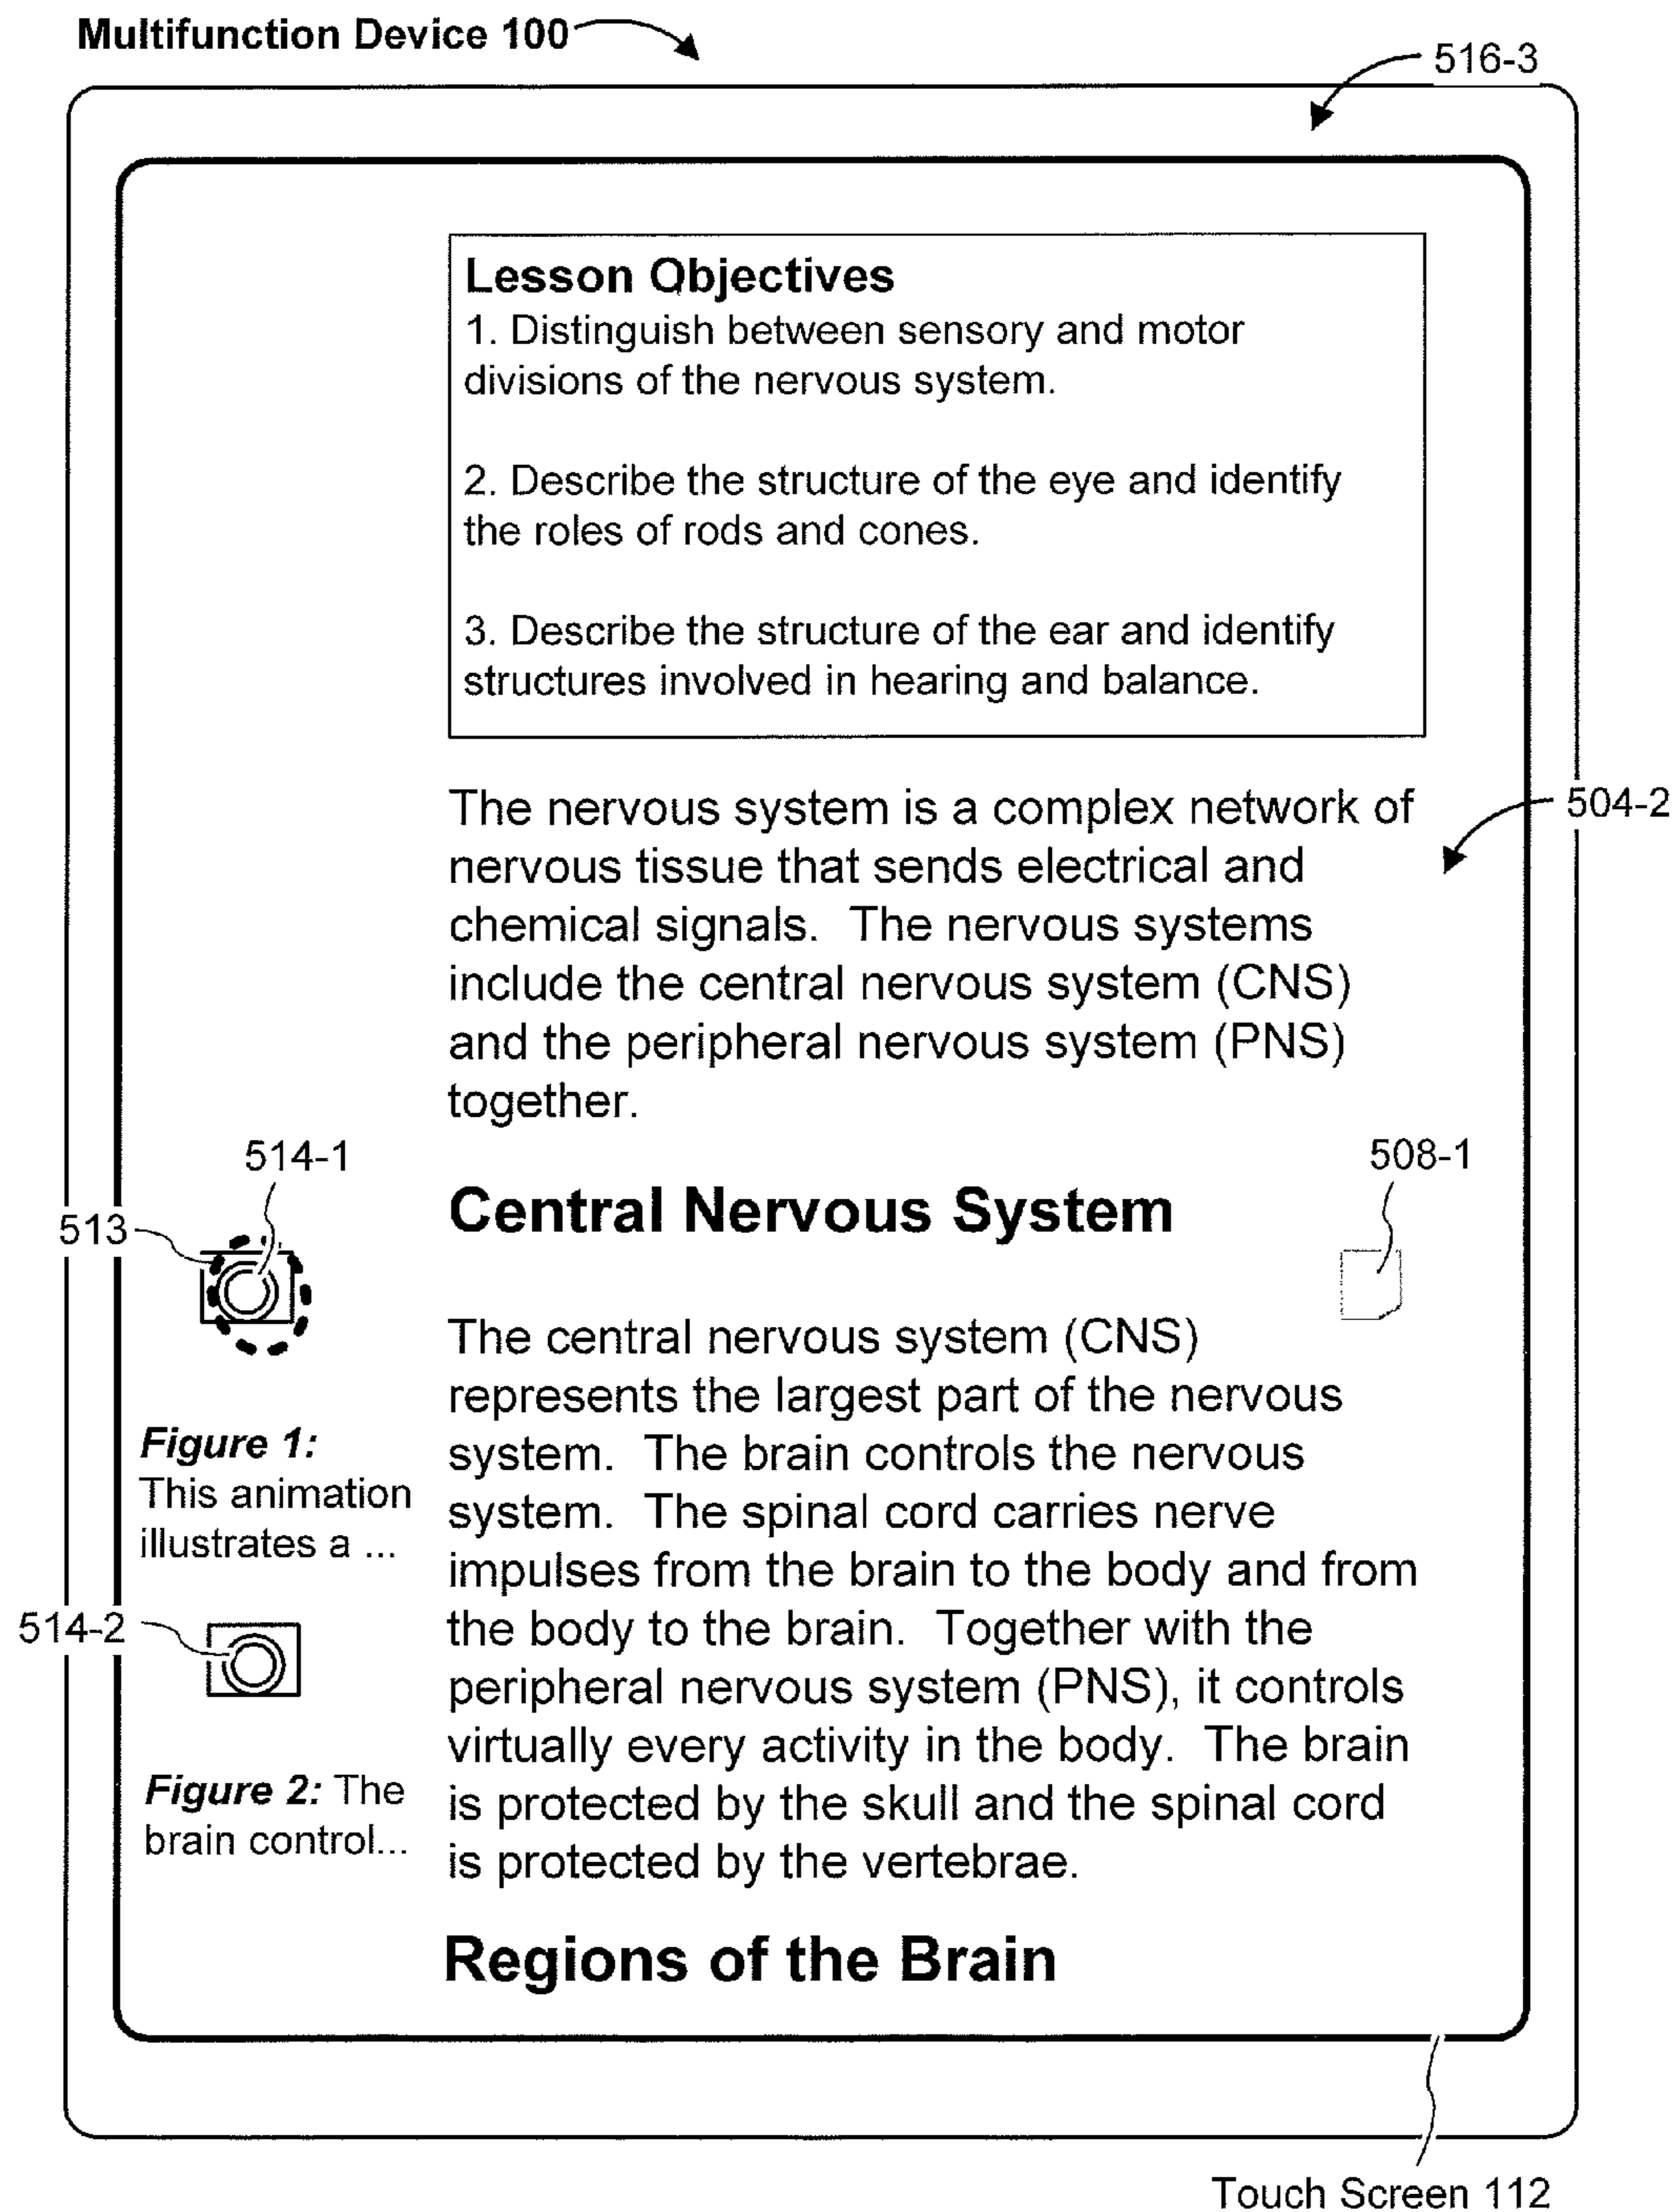 Multifunction Device 100
516-3
Lesson Objectives
1. Distinguish between sensory and motor
divisions of the nervous system.
2. Describe the structure of the eye and identify
the roles of rods and cones.
3. Describe the structure of the ear and identify
structures involved in hearing and balance.
The nervous system is a complex network of
nervous tissue that sends electrical and
chemical signals.  The nervous systems
include the central nervous system (CNS)
and the peripheral nervous system (PNS)
together.
504-2
514-1
508-1
513
Central Nervous System
The central nervous system (CNS)
represents the largest part of the nervous
system.  The brain controls the nervous
system.  The spinal cord carries nerve
impulses from the brain to the body and from
the body to the brain.  Together with the
peripheral nervous system (PNS), it controls
virtually every activity in the body.  The brain
is protected by the skull and the spinal cord
is protected by the vertebrae.
Figure 1:
This animation
illustrates a ...
514-2
Figure 2: The
brain control...
Regions of the Brain
Touch Screen 112